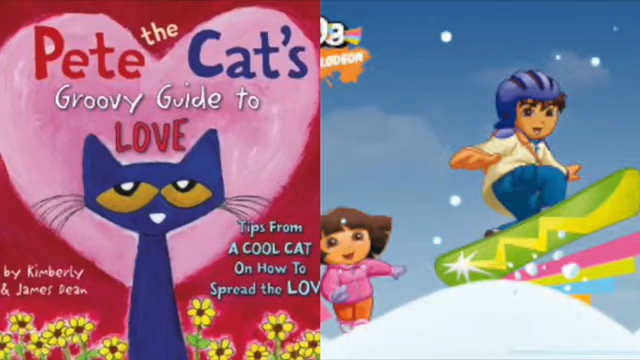 Pete the Cat's
Groovy Guide to
LOVE
Tips From
A COOL CAT
On How To
Spread the LOV
by Kimberly
& James Dean